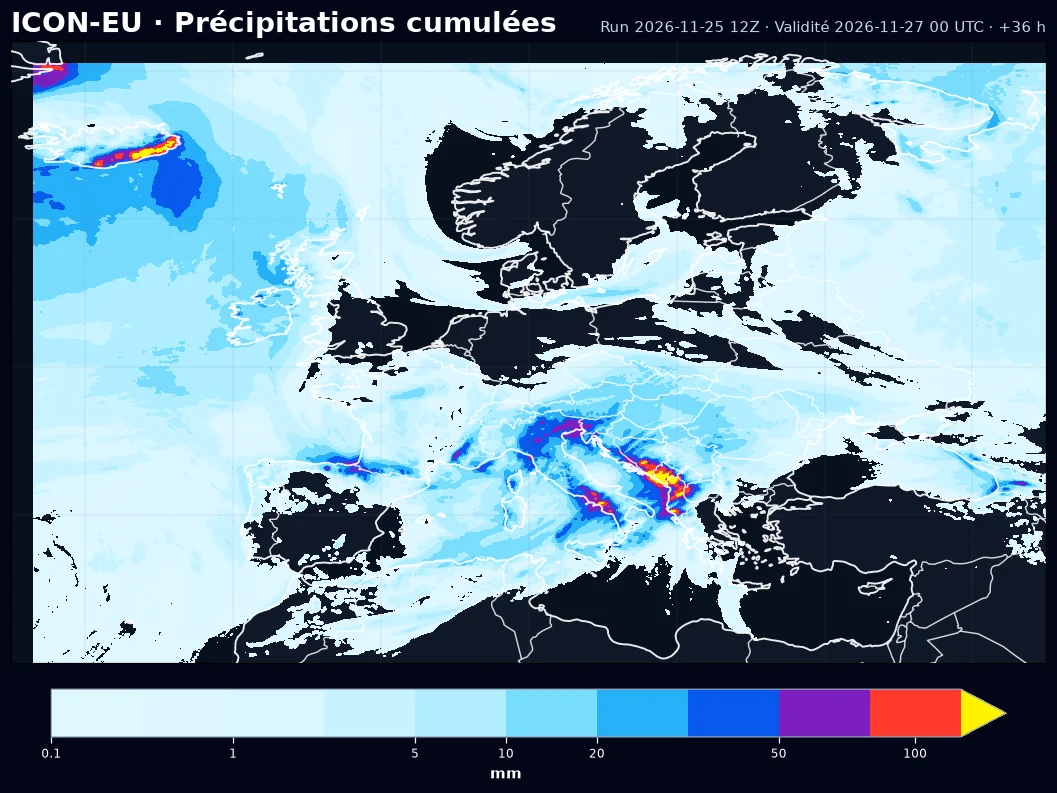 ICON-EU · Précipitations cumulées
Run 2026-11-25 12Z · Validité 2026-11-27 00 UTC · +36 h
0.1 1 5 10 20 50 100
mm